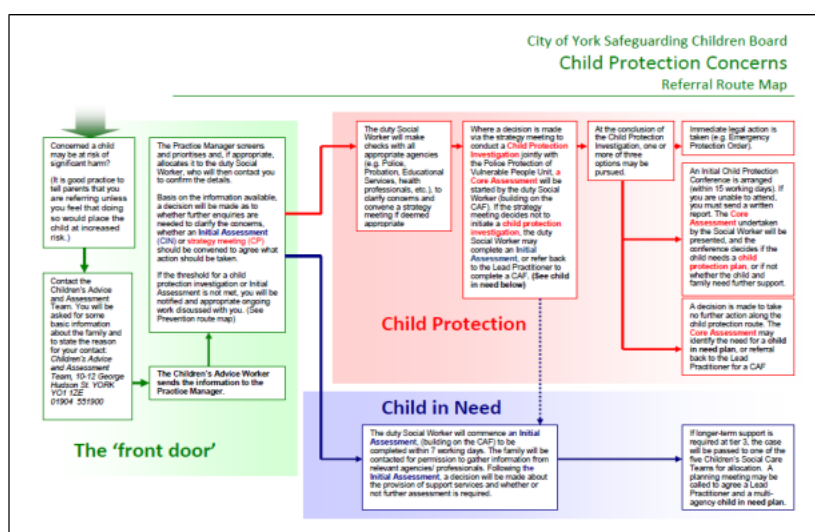 City of York Safeguarding Children Board
Child Protection Concerns
Referral Route Map
Concerned a child
may be at risk of
significant harm?
(It is good practice to
tell parents that you
are referring unless
you feel that doing
so would place the
child at increased
risk.)
Contact the
Children's Advice
and Assessment
Team. You will be
asked for some
basic information
about the family and
to state the reason
for your contact:
Children's Advice
and Assessment
Team, 10-12 George
Hudson St. YORK
YO1 1ZE
01904 551900
The Practice Manager screens
and prioritises and, if appropriate,
allocates it to the duty Social
Worker, who will then contact you
to confirm the details.
Basis on the information available,
a decision will be made as to
whether further enquiries are
needed to clarify the concerns,
whether an Initial Assessment
(CIN) or strategy meeting (CP)
should be convened to agree what
action should be taken.
If the threshold for a child
protection investigation or Initial
Assessment is not met, you will be
notified and appropriate ongoing
work discussed with you. (See
Prevention route map)
The Children's Advice Worker
sends the information to the
Practice Manager.
The 'front door'
The duty Social
Worker will make
checks with all
appropriate agencies
(e.g. Police,
Probation, Educational
Services, health
professionals, etc.), to
clarify concerns and
convene a strategy
meeting if deemed
appropriate
Where a decision is made
via the strategy meeting to
conduct a Child Protection
Investigation jointly with
the Police Protection of
Vulnerable People Unit, a
Core Assessment will be
started by the duty Social
Worker (building on the
CAF). If the strategy
meeting decides not to
initiate a child protection
investigation, the duty
Social Worker may
complete an Initial
Assessment, or refer back
to the Lead Practitioner to
complete a CAF. (See child
in need below)
At the conclusion of
the Child Protection
Investigation, one or
more of three
options may be
pursued.
Immediate legal action is
taken (e.g. Emergency
Protection Order).
An Initial Child Protection
Conference is arranged
(within 15 working days). If
you are unable to attend,
you must send a written
report. The Core
Assessment undertaken
by the Social Worker will be
presented, and the
conference decides if the
child needs a child
protection plan, or if not
whether the child and
family need further support.
A decision is made to take
no further action along the
child protection route. The
Core Assessment may
identify the need for a child
in need plan, or referral
back to the Lead
Practitioner for a CAF
Child Protection
Child in Need
The duty Social Worker will commence an Initial
Assessment, (building on the CAF) to be
completed within 7 working days. The family will be
contacted for permission to gather information from
relevant agencies/ professionals. Following the
Initial Assessment, a decision will be made about
the provision of support services and whether or
not further assessment is required.
If longer-term support is
required at tier 3, the case
will be passed to one of the
five Children's Social Care
Teams for allocation. A
planning meeting may be
called to agree a Lead
Practitioner and a multi-
agency child in need plan.